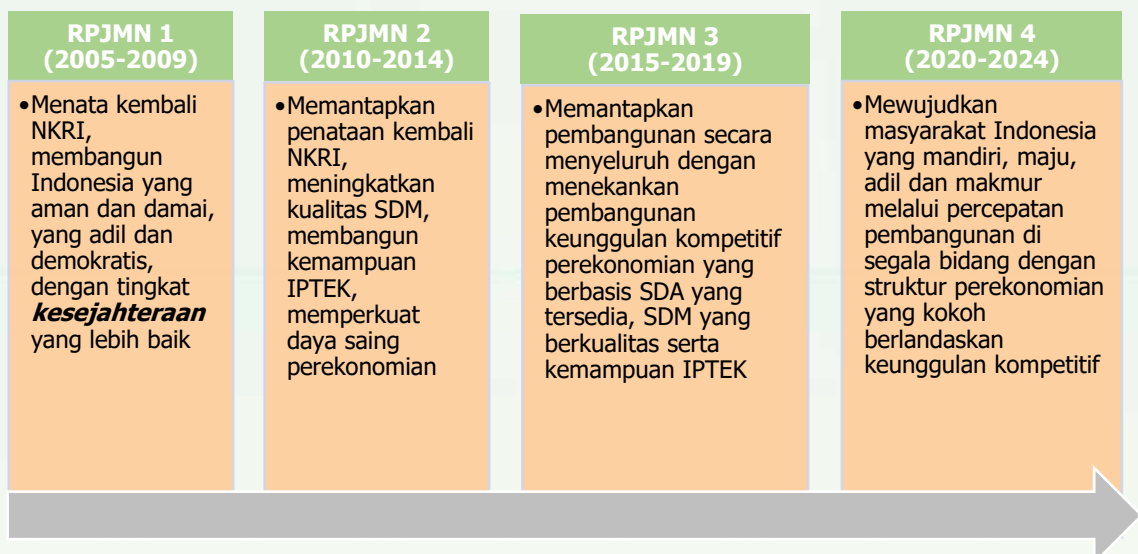 RPJMN 1
(2005-2009)
•Menata kembali
NKRI,
membangun
Indonesia yang
aman dan damai,
yang adil dan
demokratis,
dengan tingkat
kesejahteraan
yang lebih baik
RPJMN 2
(2010-2014)
•Memantapkan
penataan kembali
NKRI,
meningkatkan
kualitas SDM,
membangun
kemampuan
IPTEK,
memperkuat
daya saing
perekonomian
RPJMN 3
(2015-2019)
•Memantapkan
pembangunan secara
menyeluruh dengan
menekankan
pembangunan
keunggulan kompetitif
perekonomian yang
berbasis SDA yang
tersedia, SDM yang
berkualitas serta
kemampuan IPTEK
RPJMN 4
(2020-2024)
•Mewujudkan
masyarakat Indonesia
yang mandiri, maju,
adil dan makmur
melalui percepatan
pembangunan di
segala bidang dengan
struktur perekonomian
yang kokoh
berlandaskan
keunggulan kompetitif